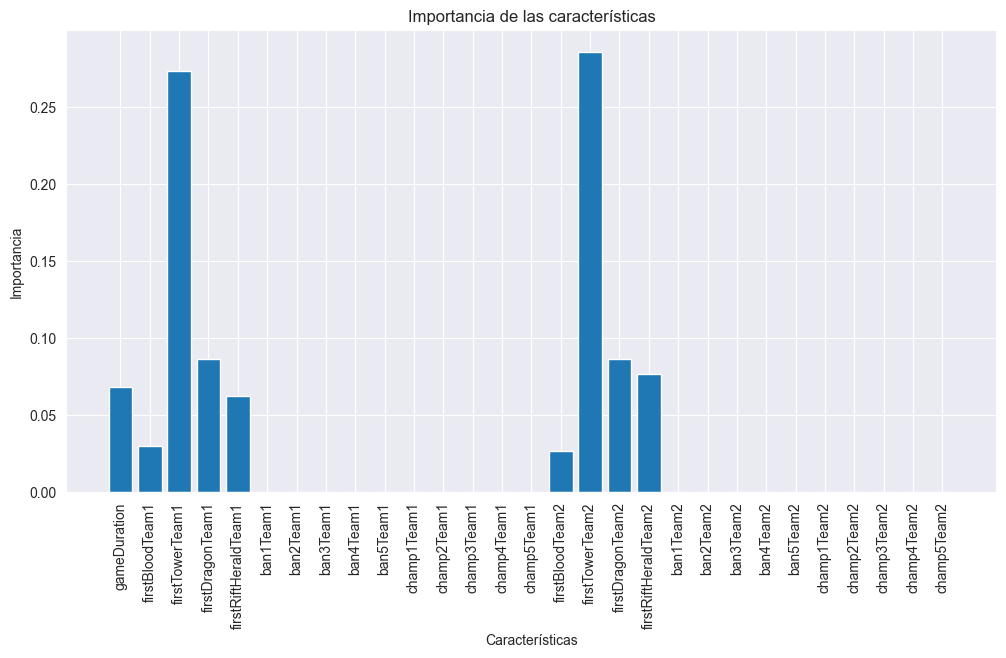 Importancia de las características
Importancia
0.25
0.20
0.15
0.10
0.05
0.00
gameDuration
firstBloodTeam1
firstTowerTeam1
firstDragonTeam1
firstRiftHeraldTeam1
ban1Team1
ban2Team1
ban3Team1
ban4Team1
ban5Team1
champ1Team1
champ2Team1
champ3Team1
champ4Team1
champ5Team1
firstBloodTeam2
firstTowerTeam2
firstDragonTeam2
firstRiftHeraldTeam2
ban1Team2
ban2Team2
ban3Team2
ban4Team2
ban5Team2
champ1Team2
champ2Team2
champ3Team2
champ4Team2
champ5Team2
Características